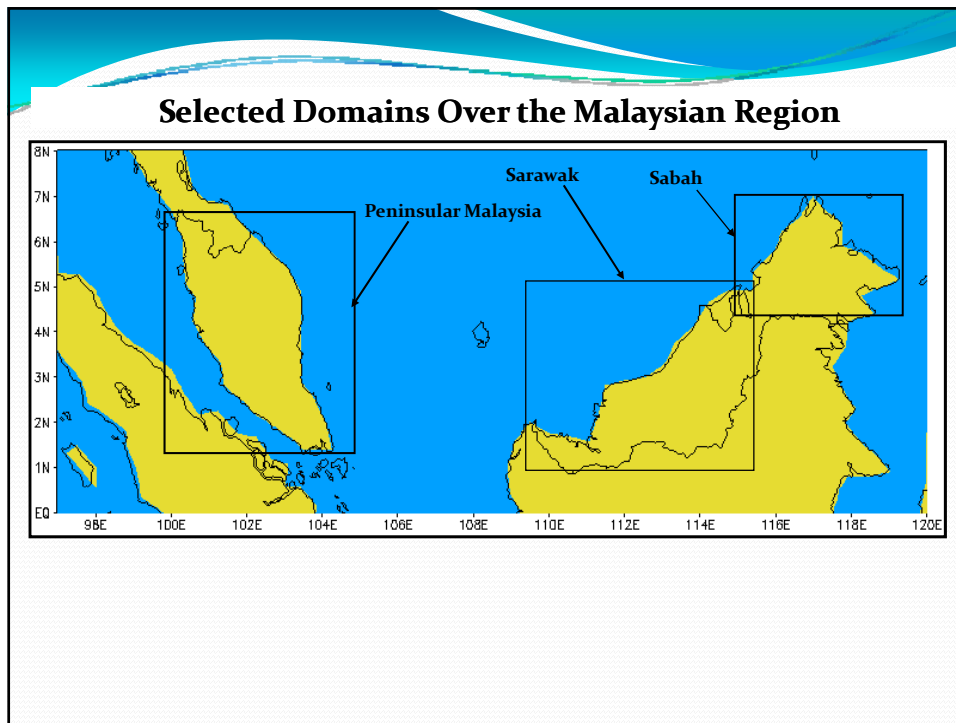 Selected Domains Over the Malaysian Region
8N
Sarawak
Sabah
7N
Peninsular Malaysia
6N
5N
4N
3N
2N
1N
EQ
98E 100E 102E 104E 106E 108E 110E 112E 114E 116E 118E 120E